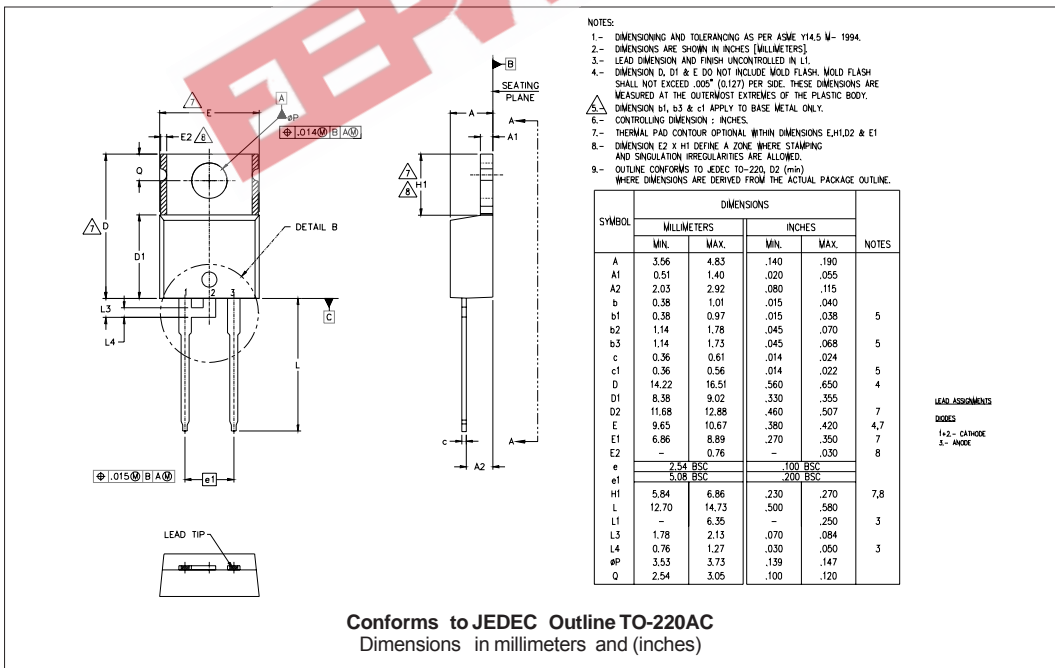 NOTES:
1.- DIMENSIONING AND TOLERANCING AS PER ASME Y14.5 M- 1994.
2.- DIMENSIONS ARE SHOWN IN INCHES [MILLIMETERS].
3.- LEAD DIMENSION AND FINISH UNCONTROLLED IN L1.
4.- DIMENSION D, D1 & E DO NOT INCLUDE MOLD FLASH. MOLD FLASH
SHALL NOT EXCEED .005" (0.127) PER SIDE. THESE DIMENSIONS ARE
MEASURED AT THE OUTERMOST EXTREMES OF THE PLASTIC BODY.
5.- DIMENSION b1, b3 & c1 APPLY TO BASE METAL ONLY.
6.- CONTROLLING DIMENSION : INCHES.
7.- THERMAL PAD CONTOUR OPTIONAL WITHIN DIMENSIONS E,H1,D2 & E1
8.- DIMENSION E2 X H1 DEFINE A ZONE WHERE STAMPING
AND SINGULATION IRREGULARITIES ARE ALLOWED.
9.- OUTLINE CONFORMS TO JEDEC TO-220, D2 (min)
WHERE DIMENSIONS ARE DERIVED FROM THE ACTUAL PACKAGE OUTLINE.
7
E
A
øP
E2 8
⌖ .014Ⓜ B AⓂ
Q
7 D
D1
DETAIL B
1 2 3
L3
L4
C
L
⌖ .015Ⓜ B AⓂ
e1
LEAD TIP
B
SEATING
PLANE
A
A
A1
7
8 H1
c
A2
A
SYMBOL DIMENSIONS NOTES
MILLIMETERS INCHES
MIN. MAX. MIN. MAX.
A 3.56 4.83 .140 .190
A1 0.51 1.40 .020 .055
A2 2.03 2.92 .080 .115
b 0.38 1.01 .015 .040
b1 0.38 0.97 .015 .038 5
b2 1.14 1.78 .045 .070
b3 1.14 1.73 .045 .068 5
c 0.36 0.61 .014 .024
c1 0.36 0.56 .014 .022 5
D 14.22 16.51 .560 .650 4
D1 8.38 9.02 .330 .355
D2 11.68 12.88 .460 .507 7
E 9.65 10.67 .380 .420 4,7
E1 6.86 8.89 .270 .350 7
E2 – 0.76 – .030 8
e 2.54 BSC .100 BSC
e1 5.08 BSC .200 BSC
H1 5.84 6.86 .230 .270 7,8
L 12.70 14.73 .500 .580
L1 – 6.35 – .250 3
L3 1.78 2.13 .070 .084
L4 0.76 1.27 .030 .050 3
øP 3.53 3.73 .139 .147
Q 2.54 3.05 .100 .120
LEAD ASSIGNMENTS
DIODES
1+2.- CATHODE
3.- ANODE
Conforms to JEDEC Outline TO-220AC
Dimensions in millimeters and (inches)